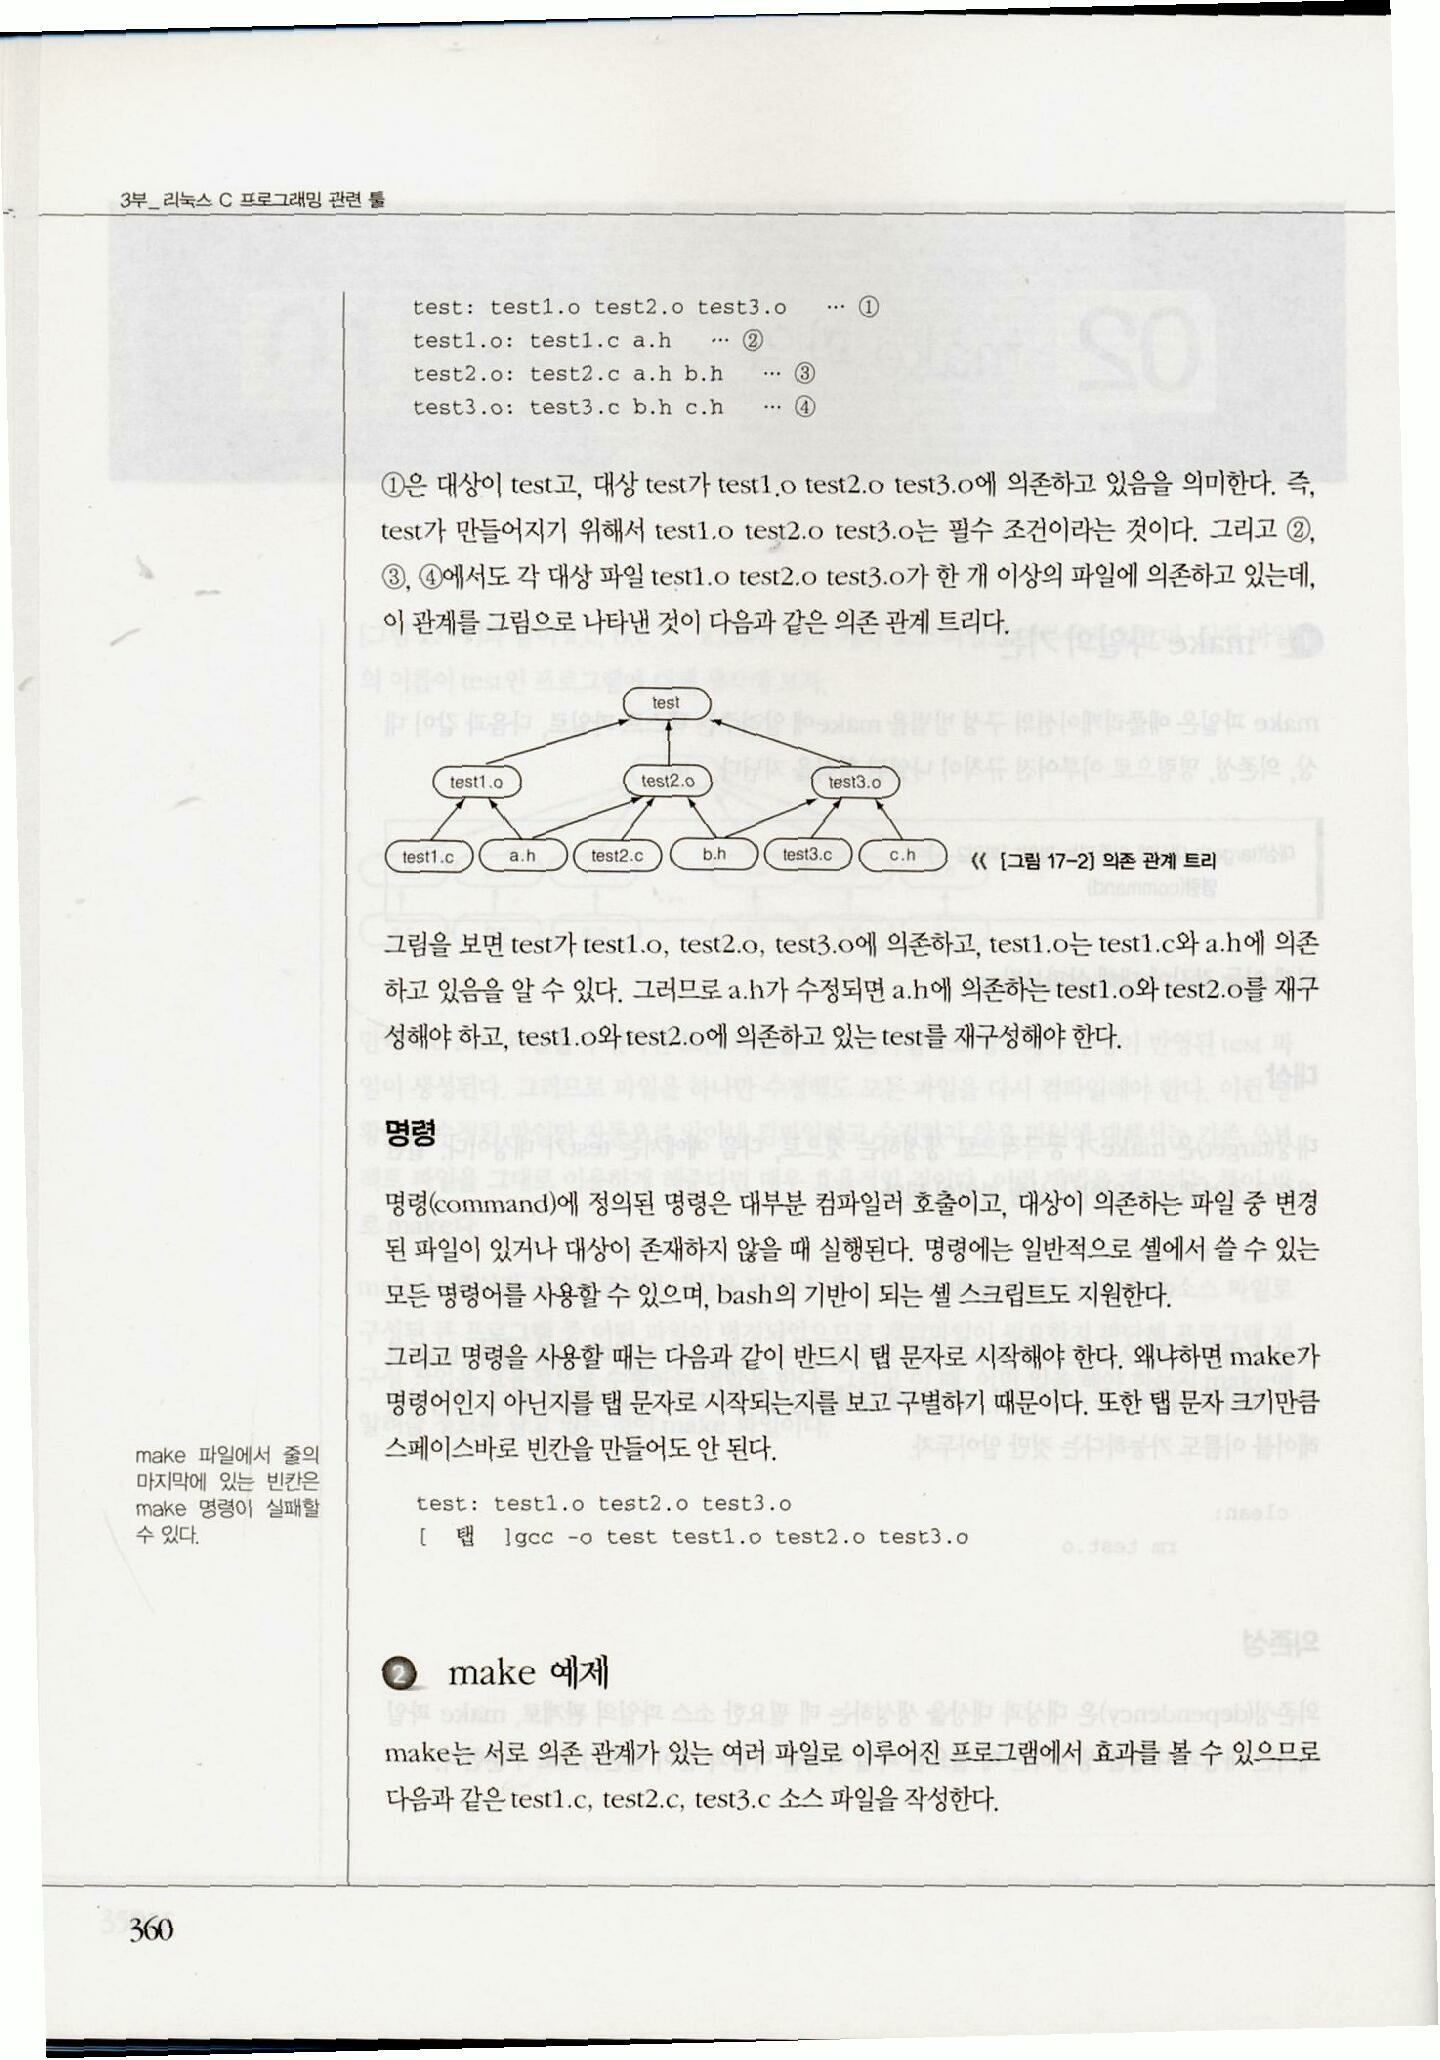 3부_ 리눅스 C 프로그래밍 관련 툴
test: test1.o test2.o test3.o … ①
test1.o: test1.c a.h … ②
test2.o: test2.c a.h b.h … ③
test3.o: test3.c b.h c.h … ④
①은 대상이 test고, 대상 test가 test1.o test2.o test3.o에 의존하고 있음을 의미한다. 즉,
test가 만들어지기 위해서 test1.o test2.o test3.o는 필수 조건이라는 것이다. 그리고 ②,
③, ④에서도 각 대상 파일 test1.o test2.o test3.o가 한 개 이상의 파일에 의존하고 있는데,
이 관계를 그림으로 나타낸 것이 다음과 같은 의존 관계 트리다.
test
test1.o test2.o test3.o
test1.c a.h test2.c b.h test3.c c.h
《 [그림 17-2] 의존 관계 트리
그림을 보면 test가 test1.o, test2.o, test3.o에 의존하고, test1.o는 test1.c와 a.h에 의존
하고 있음을 알 수 있다. 그러므로 a.h가 수정되면 a.h에 의존하는 test1.o와 test2.o를 재구
성해야 하고, test1.o와 test2.o에 의존하고 있는 test를 재구성해야 한다.
명령
명령(command)에 정의된 명령은 대부분 컴파일러 호출이고, 대상이 의존하는 파일 중 변경
된 파일이 있거나 대상이 존재하지 않을 때 실행된다. 명령에는 일반적으로 셸에서 쓸 수 있는
모든 명령어를 사용할 수 있으며, bash의 기반이 되는 셸 스크립트도 지원한다.
그리고 명령을 사용할 때는 다음과 같이 반드시 탭 문자로 시작해야 한다. 왜냐하면 make가
명령어인지 아닌지를 탭 문자로 시작되는지를 보고 구별하기 때문이다. 또한 탭 문자 크기만큼
스페이스바로 빈칸을 만들어도 안 된다.
make 파일에서 줄의
마지막에 있는 빈칸은
make 명령이 실패할
수 있다.
test: test1.o test2.o test3.o
[ 탭 ]gcc -o test test1.o test2.o test3.o
2 make 예제
make는 서로 의존 관계가 있는 여러 파일로 이루어진 프로그램에서 효과를 볼 수 있으므로
다음과 같은 test1.c, test2.c, test3.c 소스 파일을 작성한다.
360